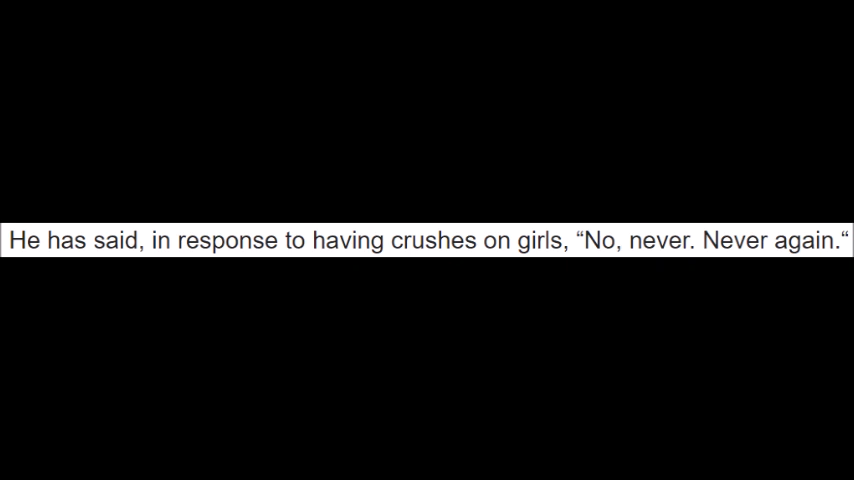 He has said, in response to having crushes on girls, “No, never. Never again.“